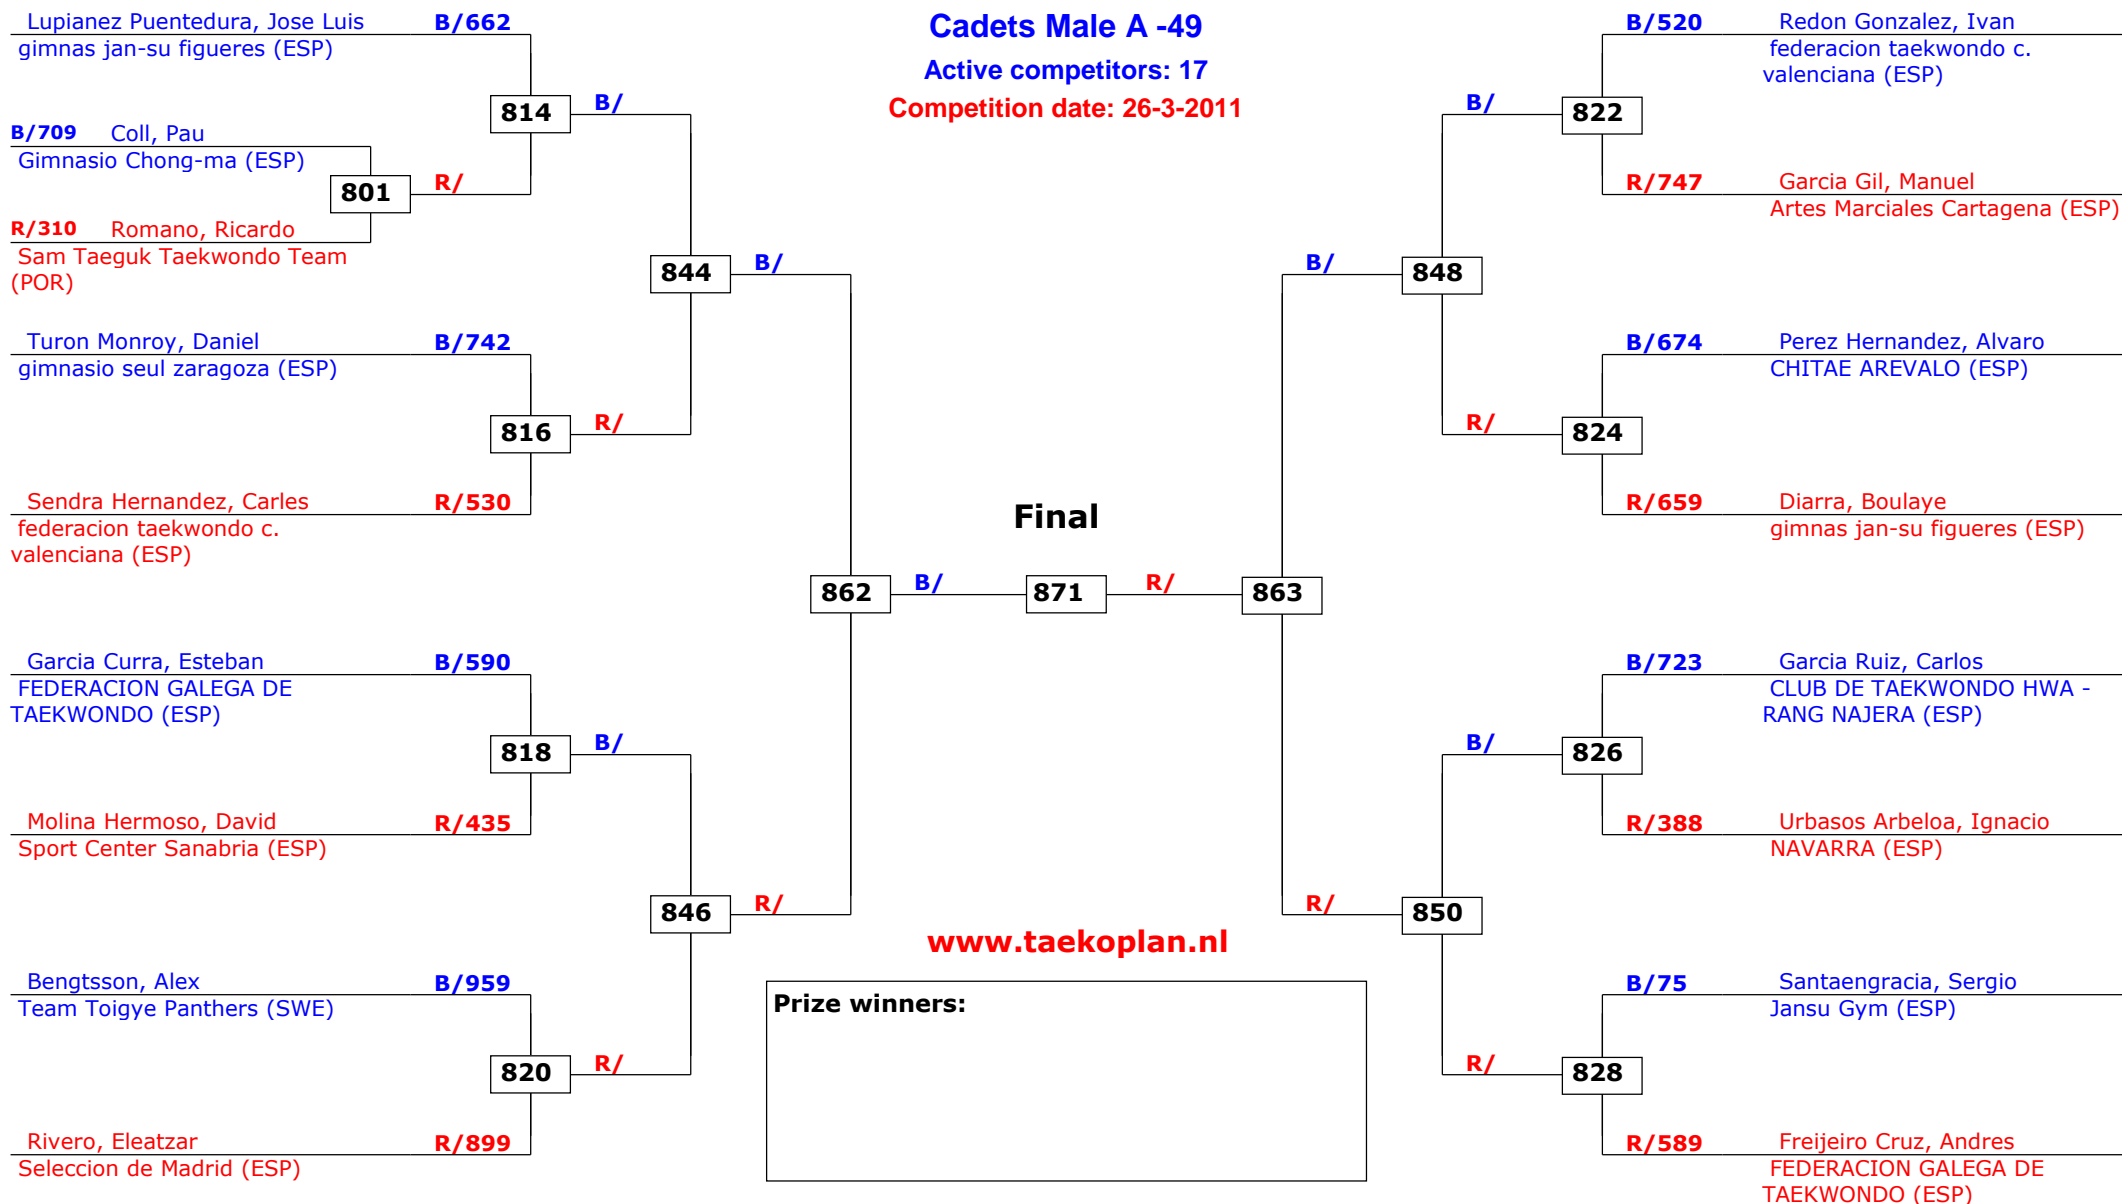 Cadets Male A -49
Active competitors: 17
Competition date: 26-3-2011
Lupianez Puentedura, Jose Luis B/662
gimnas jan-su figueres (ESP)
814 B/
B/709 Coll, Pau
Gimnasio Chong-ma (ESP)
801 R/
R/310 Romano, Ricardo
Sam Taeguk Taekwondo Team
(POR)
844 B/
Turon Monroy, Daniel B/742
gimnasio seul zaragoza (ESP)
816 R/
Sendra Hernandez, Carles R/530
federacion taekwondo c.
valenciana (ESP)
862 B/
Garcia Curra, Esteban B/590
FEDERACION GALEGA DE
TAEKWONDO (ESP)
818 B/
Molina Hermoso, David R/435
Sport Center Sanabria (ESP)
846 R/
Bengtsson, Alex B/959
Team Toigye Panthers (SWE)
820 R/
Rivero, Eleatzar R/899
Seleccion de Madrid (ESP)
Final
871
B/520 Redon Gonzalez, Ivan
federacion taekwondo c.
valenciana (ESP)
B/ 822
R/747 Garcia Gil, Manuel
Artes Marciales Cartagena (ESP)
B/ 848
B/674 Perez Hernandez, Alvaro
CHITAE AREVALO (ESP)
R/ 824
R/659 Diarra, Boulaye
gimnas jan-su figueres (ESP)
R/ 863
B/723 Garcia Ruiz, Carlos
CLUB DE TAEKWONDO HWA -
RANG NAJERA (ESP)
B/ 826
R/388 Urbasos Arbeloa, Ignacio
NAVARRA (ESP)
R/ 850
B/75 Santaengracia, Sergio
Jansu Gym (ESP)
R/ 828
R/589 Freijeiro Cruz, Andres
FEDERACION GALEGA DE
TAEKWONDO (ESP)
www.taekoplan.nl
Prize winners: